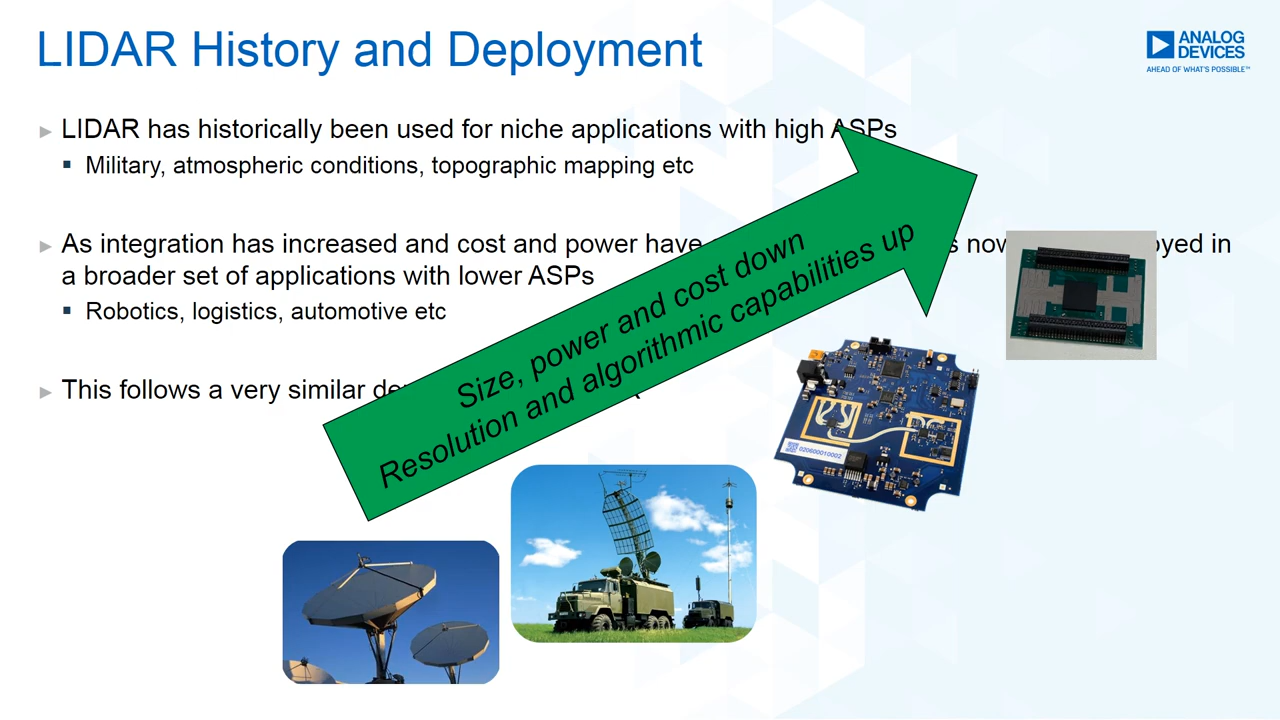 LIDAR History and Deployment
ANALOG
DEVICES
AHEAD OF WHAT'S POSSIBLE™
LIDAR has historically been used for niche applications with high ASPs
Military, atmospheric conditions, topographic mapping etc
As integration has increased and cost and power have
in
a broader set of applications with lower ASPs
Robotics, logistics, automotive etc
This follows a very similar
Size, power and cost down
Resolution and algorithmic capabilities up
020600010002